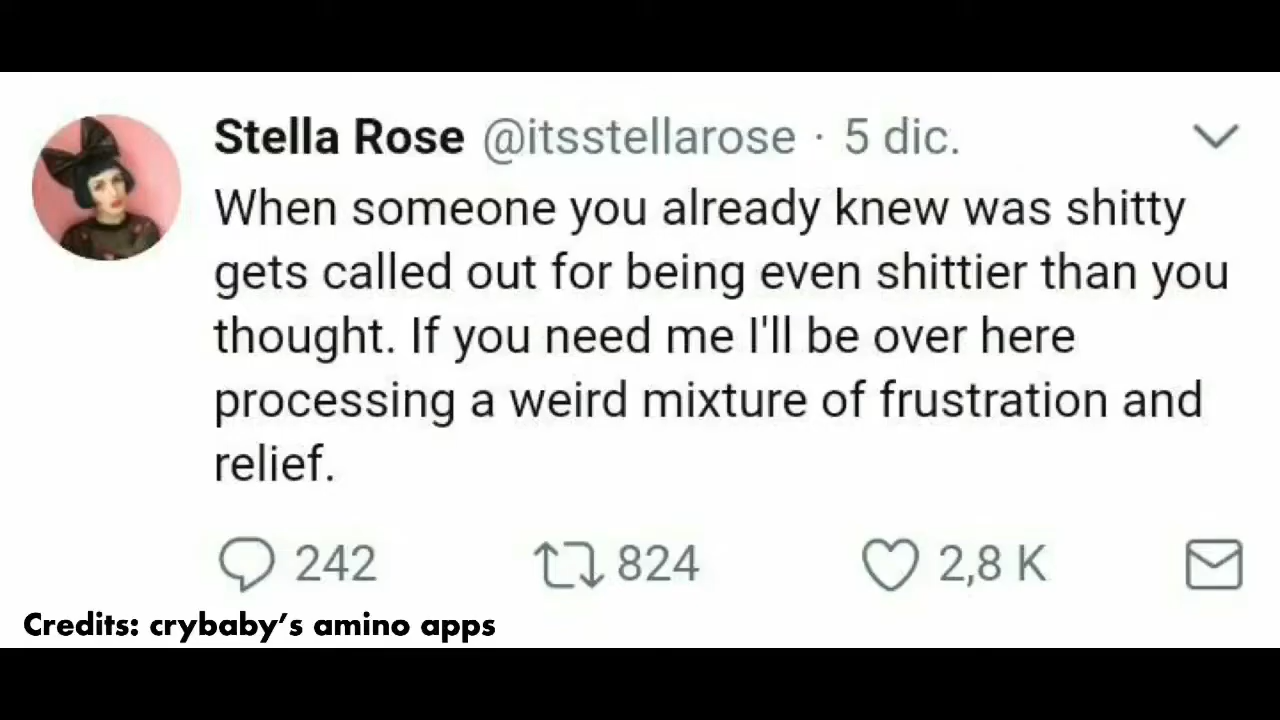 Stella Rose @itsstellarose · 5 dic.
When someone you already knew was shitty
gets called out for being even shittier than you
thought. If you need me I'll be over here
processing a weird mixture of frustration and
relief.
242 824 2,8 K
Credits: crybaby's amino apps